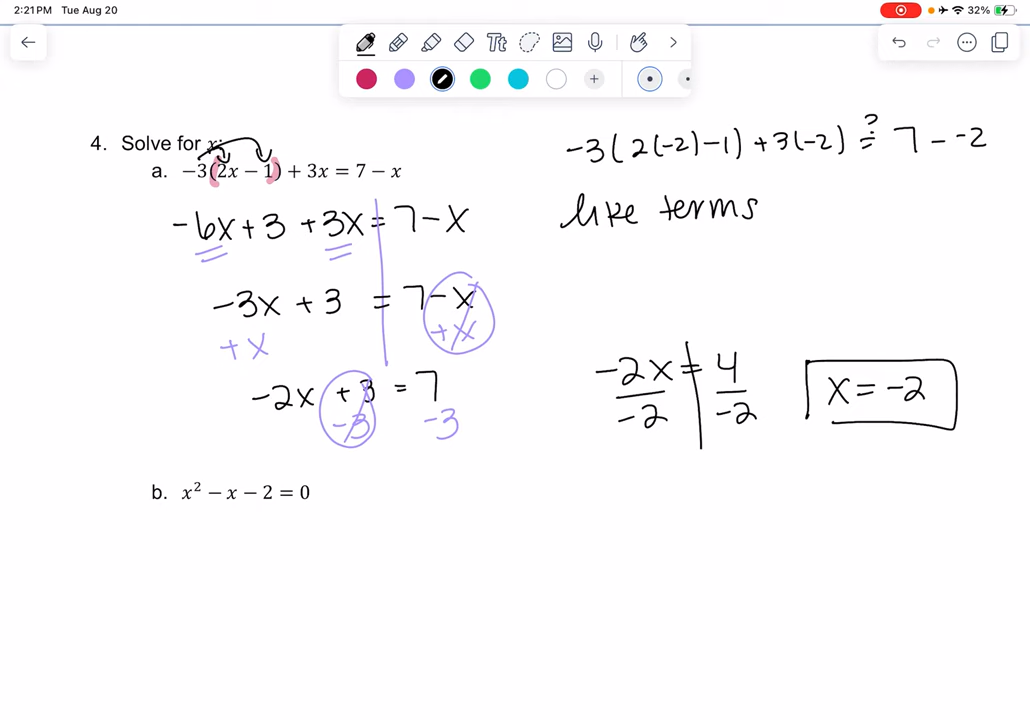 2:21 PM Tue Aug 20
32%
Tt
4. Solve for x:
a. −3(2x − 1) + 3x = 7 − x
-6x + 3 + 3x = 7 - x
-3x + 3 = 7 - x
+x +x
-2x + 3 = 7
-3 -3
-3(2(-2)-1) + 3(-2) ≟ 7 - -2
like terms
-2x = 4
-2 -2
x = -2
b. x² − x − 2 = 0